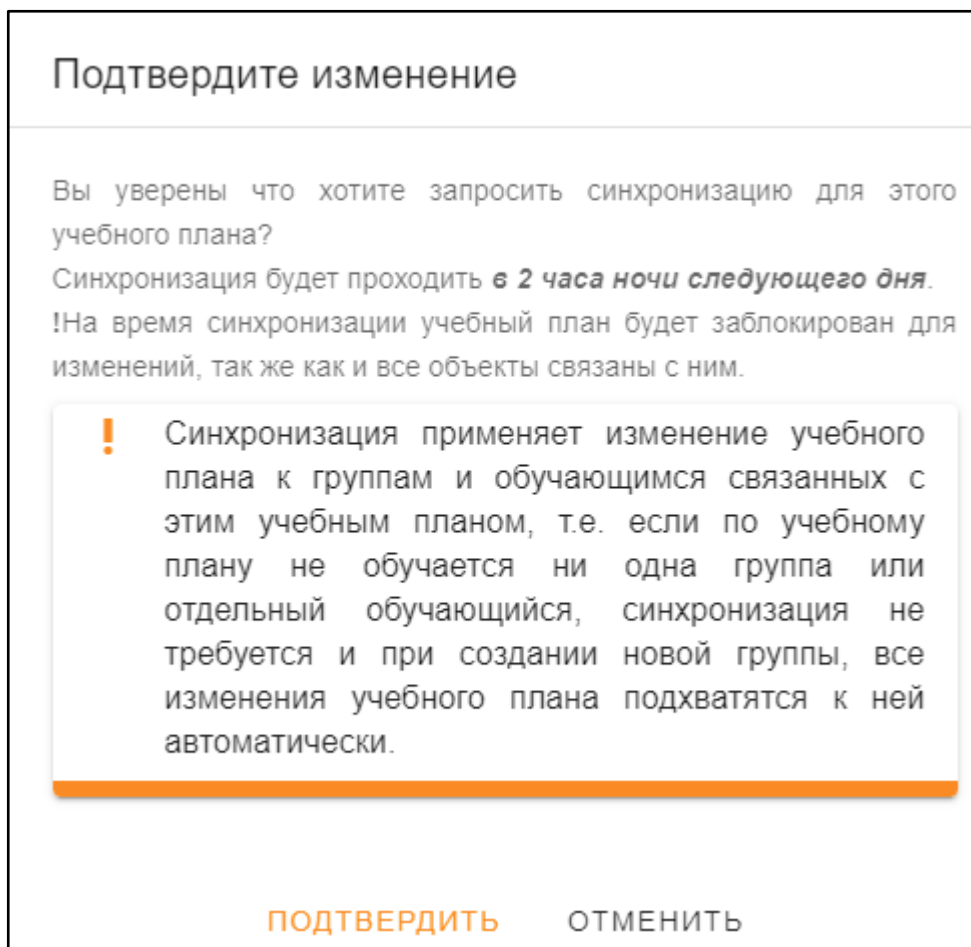 Подтвердите изменение
Вы уверены что хотите запросить синхронизацию для этого
учебного плана?
Синхронизация будет проходить в 2 часа ночи следующего дня.
!На время синхронизации учебный план будет заблокирован для
изменений, так же как и все объекты связаны с ним.
! Синхронизация применяет изменение учебного
плана к группам и обучающимся связанных с
этим учебным планом, т.е. если по учебному
плану не обучается ни одна группа или
отдельный обучающийся, синхронизация не
требуется и при создании новой группы, все
изменения учебного плана подхватятся к ней
автоматически.
ПОДТВЕРДИТЬ ОТМЕНИТЬ